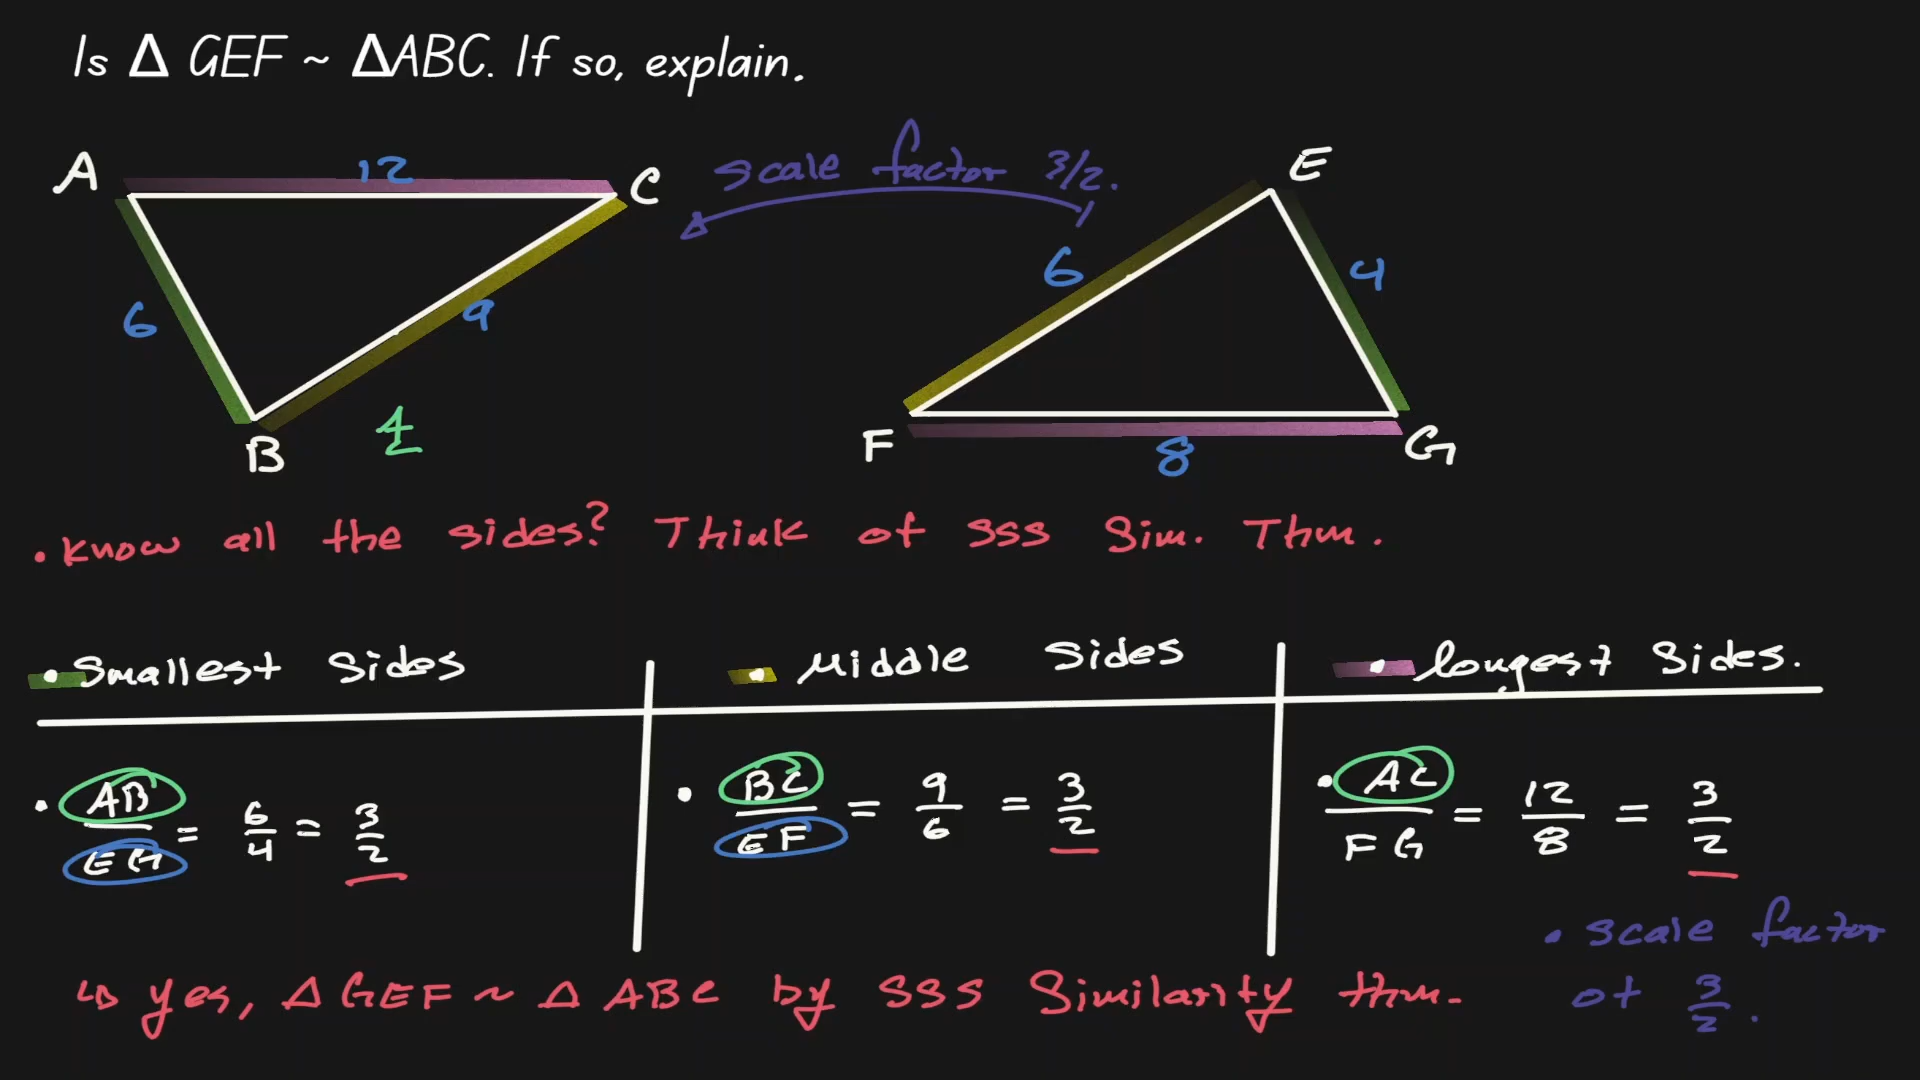 Is Δ GEF ~ ΔABC. If so, explain.
A 12 C scale factor 3/2. E
6 9 6 4
B F 8 G
• Know all the sides? Think of SSS Sim. Thm.
• Smallest Sides • Middle Sides • longest Sides.
• AB/EG = 6/4 = 3/2 • BC/EF = 9/6 = 3/2 • AC/FG = 12/8 = 3/2
↳ yes, Δ GEF ~ Δ ABC by SSS Similarity thm.
• scale factor
of 3/2.